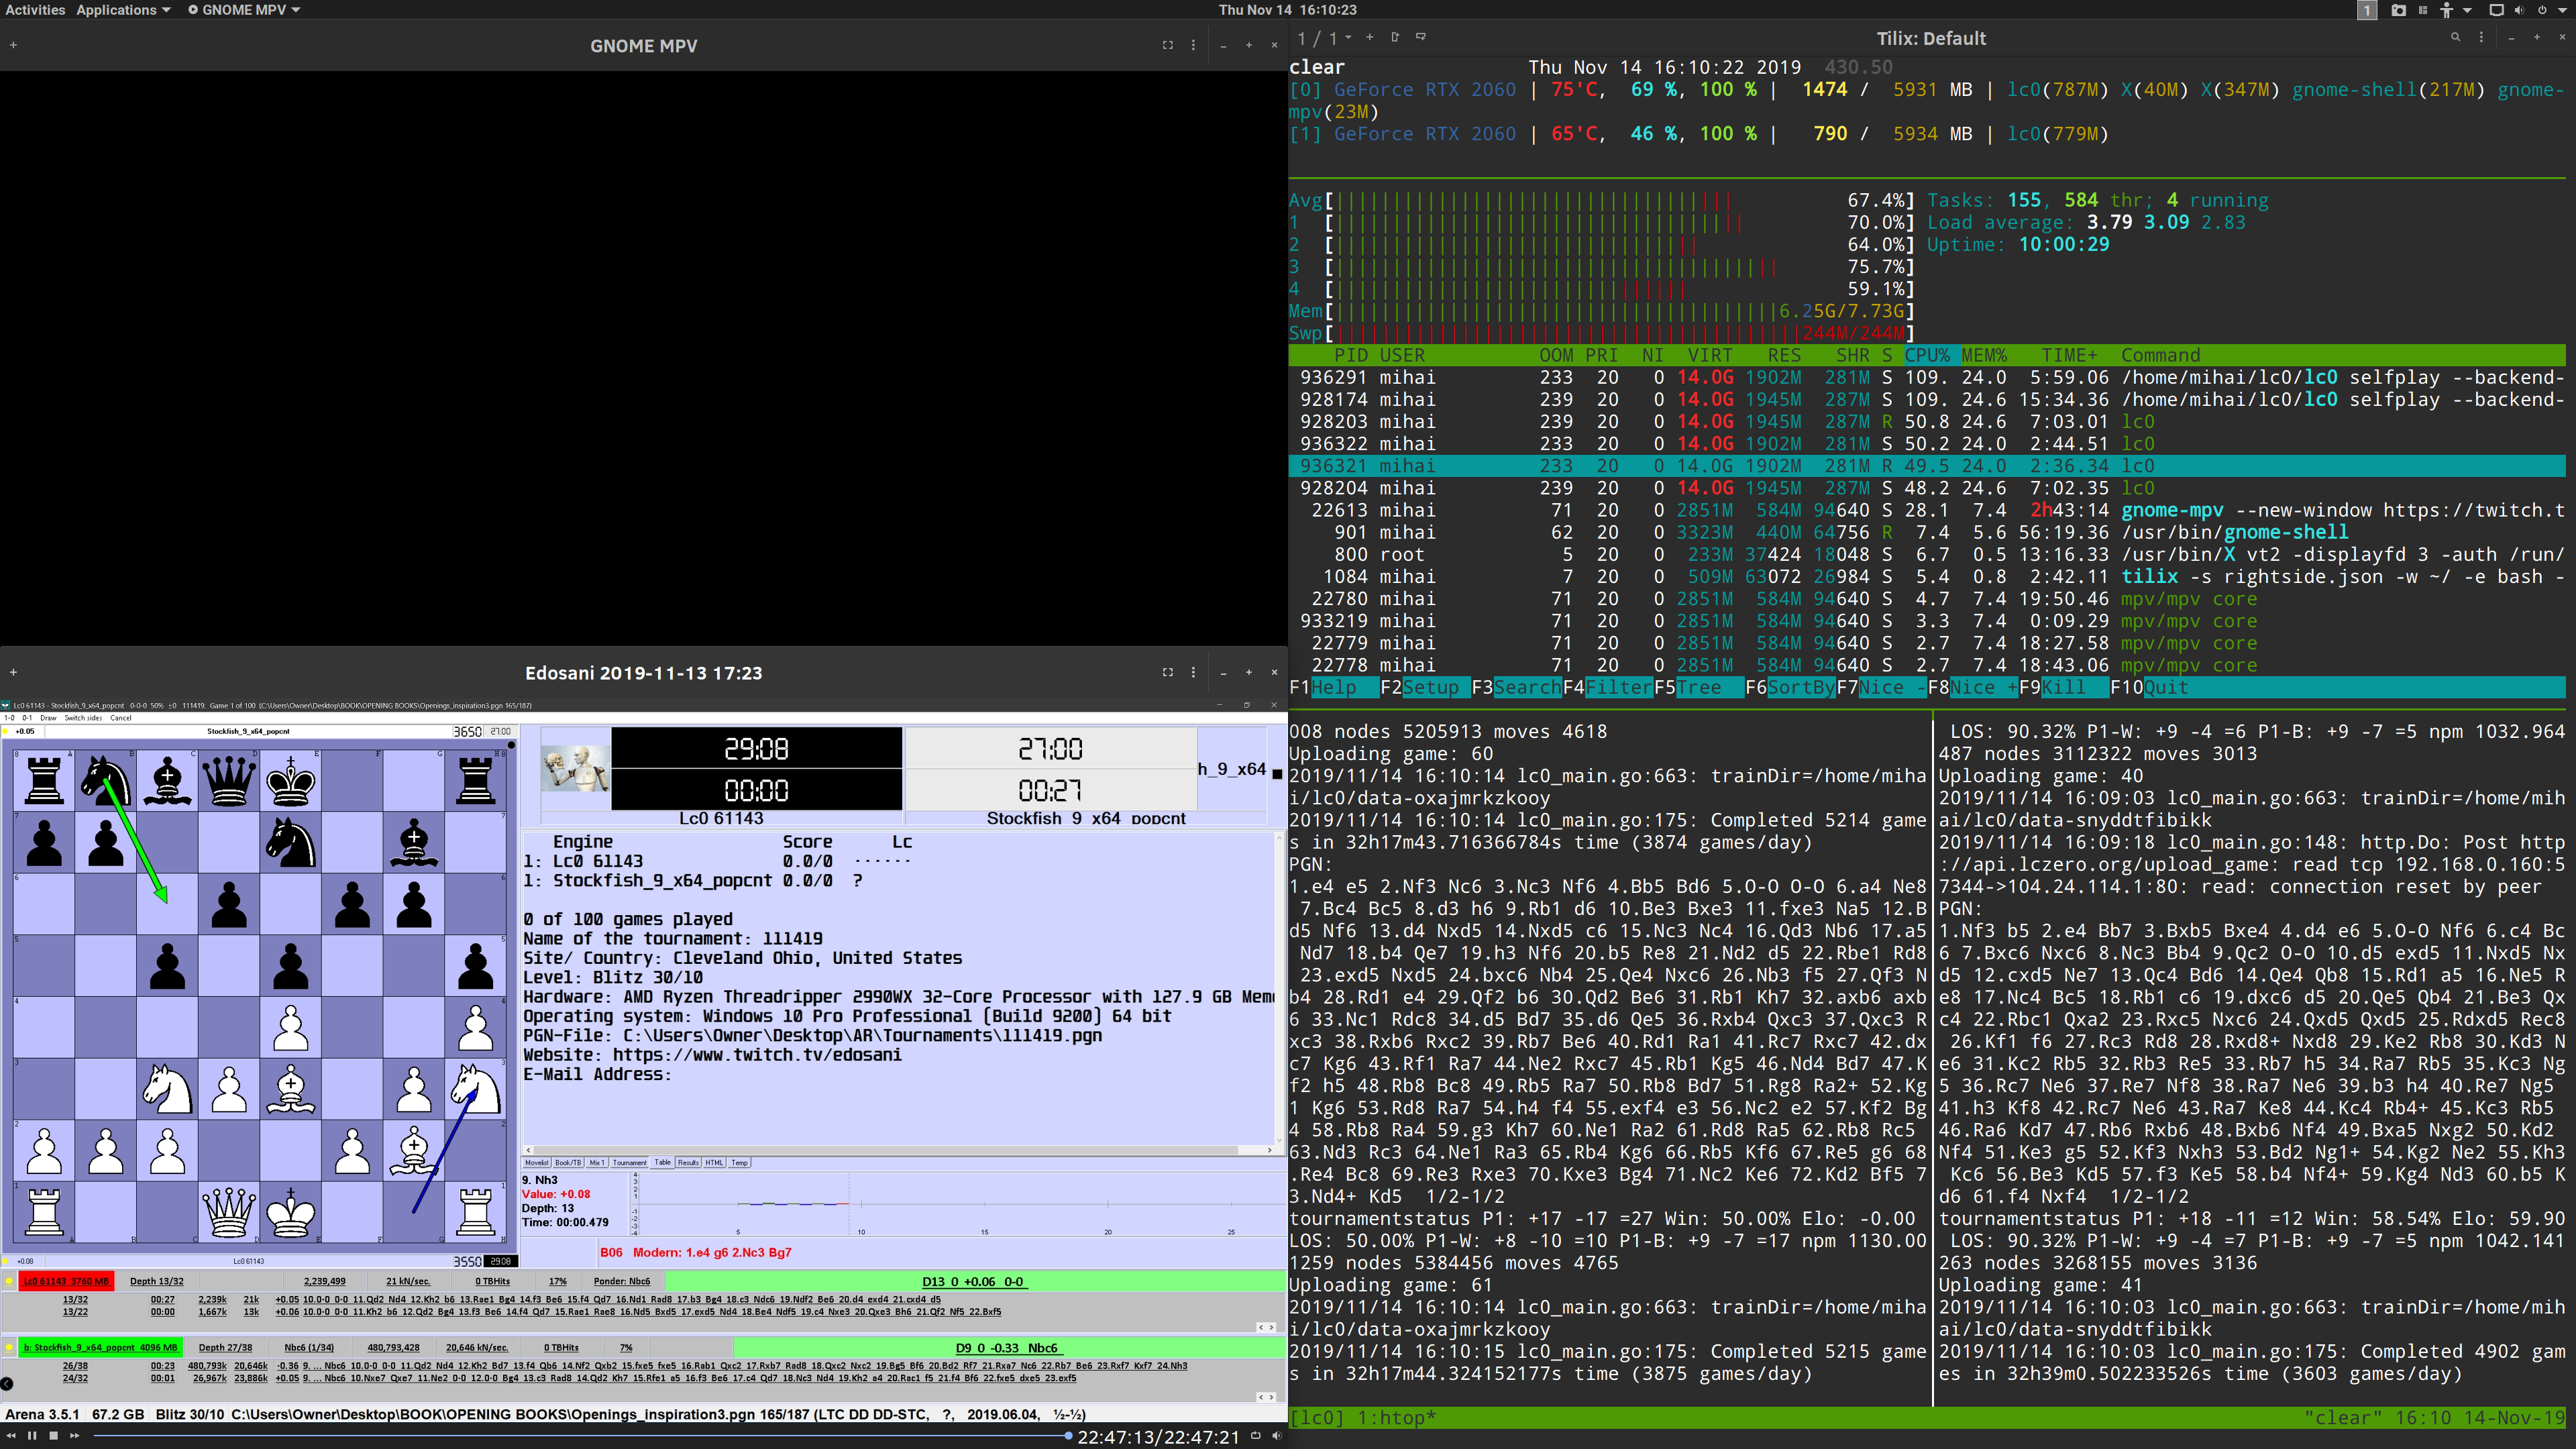 Activities Applications GNOME MPV Thu Nov 14 16:10:23 1
GNOME MPV
Edosani 2019-11-13 17:23
Lc0 61143 - Stockfish_9_x64_popcnt 0-0-0 50% ±0 111419: Game 1 of 100 (C:\Users\Owner\Desktop\BOOK\OPENING BOOKS\Openings_inspiration3.pgn 165/187)
1-0 0-1 Draw Switch sides Cancel
+0.05 Stockfish_9_x64_popcnt 3650 27:00
29:08 27:00
h_9_x64
00:00 00:27
Lc0 61143 Stockfish_9_x64_popcnt
Engine Score Lc
1: Lc0 61143 0.0/0 ······
1: Stockfish_9_x64_popcnt 0.0/0 ?
0 of 100 games played
Name of the tournament: 111419
Site/ Country: Cleveland Ohio, United States
Level: Blitz 30/10
Hardware: AMD Ryzen Threadripper 2990WX 32-Core Processor with 127.9 GB Mem
Operating system: Windows 10 Pro Professional (Build 9200) 64 bit
PGN-File: C:\Users\Owner\Desktop\AR\Tournaments\111419.pgn
Website: https://www.twitch.tv/edosani
E-Mail Address:
Movelist Book/TB Mix 1 Tournament Table Results HTML Temp
9. Nh3
Value: +0.08
Depth: 13
Time: 00:00.479
5 10 15 20 25
B06 Modern: 1.e4 g6 2.Nc3 Bg7
+0.08 Lc0 61143 3550 29:08
Lc0 61143 3760 MB Depth 13/32 2,239,499 21 kN/sec. 0 TBHits 17% Ponder: Nbc6 D13 0 +0.06 0-0
13/32 00:27 2,239k 21k +0.05 10.0-0 0-0 11.Qd2 Nd4 12.Kh2 b6 13.Rae1 Bg4 14.f3 Be6 15.f4 Qd7 16.Nd1 Rad8 17.b3 Bg4 18.c3 Ndc6 19.Ndf2 Be6 20.d4 exd4 21.cxd4 d5
13/22 00:00 1,667k 13k +0.06 10.0-0 0-0 11.Kh2 b6 12.Qd2 Bg4 13.f3 Be6 14.f4 Qd7 15.Rae1 Rae8 16.Nd5 Bxd5 17.exd5 Nd4 18.Be4 Ndf5 19.c4 Nxe3 20.Qxe3 Bh6 21.Qf2 Nf5 22.Bxf5
b: Stockfish_9_x64_popcnt 4096 MB Depth 27/38 Nbc6 (1/34) 480,793,428 20,646 kN/sec. 0 TBHits 7% D9 0 -0.33 Nbc6
26/38 00:23 480,793k 20,646k -0.36 9. ... Nbc6 10.0-0 0-0 11.Qd2 Nd4 12.Kh2 Bd7 13.f4 Qb6 14.Nf2 Qxb2 15.fxe5 fxe5 16.Rab1 Qxc2 17.Rxb7 Rad8 18.Qxc2 Nxc2 19.Bg5 Bf6 20.Bd2 Rf7 21.Rxa7 Nc6 22.Rb7 Be6 23.Rxf7 Kxf7 24.Nh3
24/32 00:01 26,967k 23,886k +0.05 9. ... Nbc6 10.Nxe7 Qxe7 11.Ne2 0-0 12.0-0 Bg4 13.c3 Rad8 14.Qd2 Kh7 15.Rfe1 a5 16.f3 Be6 17.c4 Qd7 18.Nc3 Nd4 19.Kh2 a4 20.Rac1 f5 21.f4 Bf6 22.fxe5 dxe5 23.exf5
Arena 3.5.1 67.2 GB Blitz 30/10 C:\Users\Owner\Desktop\BOOK\OPENING BOOKS\Openings_inspiration3.pgn 165/187 (LTC DD DD-STC, ?, 2019.06.04, ½-½)
22:47:13/22:47:21
1 / 1 Tilix: Default
clear Thu Nov 14 16:10:22 2019 430.50
[0] GeForce RTX 2060 | 75'C, 69 %, 100 % | 1474 / 5931 MB | lc0(787M) X(40M) X(347M) gnome-shell(217M) gnome-
mpv(23M)
[1] GeForce RTX 2060 | 65'C, 46 %, 100 % | 790 / 5934 MB | lc0(779M)
Avg[ 67.4%] Tasks: 155, 584 thr; 4 running
1 [ 70.0%] Load average: 3.79 3.09 2.83
2 [ 64.0%] Uptime: 10:00:29
3 [ 75.7%]
4 [ 59.1%]
Mem[ 6.25G/7.73G]
Swp[ 244M/244M]
PID USER OOM PRI NI VIRT RES SHR S CPU% MEM% TIME+ Command
936291 mihai 233 20 0 14.0G 1902M 281M S 109. 24.0 5:59.06 /home/mihai/lc0/lc0 selfplay --backend-
928174 mihai 239 20 0 14.0G 1945M 287M S 109. 24.6 15:34.36 /home/mihai/lc0/lc0 selfplay --backend-
928203 mihai 239 20 0 14.0G 1945M 287M R 50.8 24.6 7:03.01 lc0
936322 mihai 233 20 0 14.0G 1902M 281M S 50.2 24.0 2:44.51 lc0
936321 mihai 233 20 0 14.0G 1902M 281M R 49.5 24.0 2:36.34 lc0
928204 mihai 239 20 0 14.0G 1945M 287M S 48.2 24.6 7:02.35 lc0
22613 mihai 71 20 0 2851M 584M 94640 S 28.1 7.4 2h43:14 gnome-mpv --new-window https://twitch.t
901 mihai 62 20 0 3323M 440M 64756 R 7.4 5.6 56:19.36 /usr/bin/gnome-shell
800 root 5 20 0 233M 37424 18048 S 6.7 0.5 13:16.33 /usr/bin/X vt2 -displayfd 3 -auth /run/
1084 mihai 7 20 0 509M 63072 26984 S 5.4 0.8 2:42.11 tilix -s rightside.json -w ~/ -e bash -
22780 mihai 71 20 0 2851M 584M 94640 S 4.7 7.4 19:50.46 mpv/mpv core
933219 mihai 71 20 0 2851M 584M 94640 S 3.3 7.4 0:09.29 mpv/mpv core
22779 mihai 71 20 0 2851M 584M 94640 S 2.7 7.4 18:27.58 mpv/mpv core
22778 mihai 71 20 0 2851M 584M 94640 S 2.7 7.4 18:43.06 mpv/mpv core
F1Help F2Setup F3SearchF4FilterF5Tree F6SortByF7Nice -F8Nice +F9Kill F10Quit
008 nodes 5205913 moves 4618
Uploading game: 60
2019/11/14 16:10:14 lc0_main.go:663: trainDir=/home/miha
i/lc0/data-oxajmrkzkooy
2019/11/14 16:10:14 lc0_main.go:175: Completed 5214 game
s in 32h17m43.716366784s time (3874 games/day)
PGN:
1.e4 e5 2.Nf3 Nc6 3.Nc3 Nf6 4.Bb5 Bd6 5.O-O O-O 6.a4 Ne8
7.Bc4 Bc5 8.d3 h6 9.Rb1 d6 10.Be3 Bxe3 11.fxe3 Na5 12.B
d5 Nf6 13.d4 Nxd5 14.Nxd5 c6 15.Nc3 Nc4 16.Qd3 Nb6 17.a5
Nd7 18.b4 Qe7 19.h3 Nf6 20.b5 Re8 21.Nd2 d5 22.Rbe1 Rd8
23.exd5 Nxd5 24.bxc6 Nb4 25.Qe4 Nxc6 26.Nb3 f5 27.Qf3 N
b4 28.Rd1 e4 29.Qf2 b6 30.Qd2 Be6 31.Rb1 Kh7 32.axb6 axb
6 33.Nc1 Rdc8 34.d5 Bd7 35.d6 Qe5 36.Rxb4 Qxc3 37.Qxc3 R
xc3 38.Rxb6 Rxc2 39.Rb7 Be6 40.Rd1 Ra1 41.Rc7 Rxc7 42.dx
c7 Kg6 43.Rf1 Ra7 44.Ne2 Rxc7 45.Rb1 Kg5 46.Nd4 Bd7 47.K
f2 h5 48.Rb8 Bc8 49.Rb5 Ra7 50.Rb8 Bd7 51.Rg8 Ra2+ 52.Kg
1 Kg6 53.Rd8 Ra7 54.h4 f4 55.exf4 e3 56.Nc2 e2 57.Kf2 Bg
4 58.Rb8 Ra4 59.g3 Kh7 60.Ne1 Ra2 61.Rd8 Ra5 62.Rb8 Rc5
63.Nd3 Rc3 64.Ne1 Ra3 65.Rb4 Kg6 66.Rb5 Kf6 67.Re5 g6 68
.Re4 Bc8 69.Re3 Rxe3 70.Kxe3 Bg4 71.Nc2 Ke6 72.Kd2 Bf5 7
3.Nd4+ Kd5 1/2-1/2
tournamentstatus P1: +17 -17 =27 Win: 50.00% Elo: -0.00
LOS: 50.00% P1-W: +8 -10 =10 P1-B: +9 -7 =17 npm 1130.00
1259 nodes 5384456 moves 4765
Uploading game: 61
2019/11/14 16:10:14 lc0_main.go:663: trainDir=/home/miha
i/lc0/data-oxajmrkzkooy
2019/11/14 16:10:15 lc0_main.go:175: Completed 5215 game
s in 32h17m44.324152177s time (3875 games/day)
LOS: 90.32% P1-W: +9 -4 =6 P1-B: +9 -7 =5 npm 1032.964
487 nodes 3112322 moves 3013
Uploading game: 40
2019/11/14 16:09:03 lc0_main.go:663: trainDir=/home/mih
ai/lc0/data-snyddtfibikk
2019/11/14 16:09:18 lc0_main.go:148: http.Do: Post http
://api.lczero.org/upload_game: read tcp 192.168.0.160:5
7344->104.24.114.1:80: read: connection reset by peer
PGN:
1.Nf3 b5 2.e4 Bb7 3.Bxb5 Bxe4 4.d4 e6 5.O-O Nf6 6.c4 Bc
6 7.Bxc6 Nxc6 8.Nc3 Bb4 9.Qc2 O-O 10.d5 exd5 11.Nxd5 Nx
d5 12.cxd5 Ne7 13.Qc4 Bd6 14.Qe4 Qb8 15.Rd1 a5 16.Ne5 R
e8 17.Nc4 Bc5 18.Rb1 c6 19.dxc6 d5 20.Qe5 Qb4 21.Be3 Qx
c4 22.Rbc1 Qxa2 23.Rxc5 Nxc6 24.Qxd5 Qxd5 25.Rdxd5 Rec8
26.Kf1 f6 27.Rc3 Rd8 28.Rxd8+ Nxd8 29.Ke2 Rb8 30.Kd3 N
e6 31.Kc2 Rb5 32.Rb3 Re5 33.Rb7 h5 34.Ra7 Rb5 35.Kc3 Ng
5 36.Rc7 Ne6 37.Re7 Nf8 38.Ra7 Ne6 39.b3 h4 40.Re7 Ng5
41.h3 Kf8 42.Rc7 Ne6 43.Ra7 Ke8 44.Kc4 Rb4+ 45.Kc3 Rb5
46.Ra6 Kd7 47.Rb6 Rxb6 48.Bxb6 Nf4 49.Bxa5 Nxg2 50.Kd2
Nf4 51.Ke3 g5 52.Kf3 Nxh3 53.Bd2 Ng1+ 54.Kg2 Ne2 55.Kh3
Kc6 56.Be3 Kd5 57.f3 Ke5 58.b4 Nf4+ 59.Kg4 Nd3 60.b5 K
d6 61.f4 Nxf4 1/2-1/2
tournamentstatus P1: +18 -11 =12 Win: 58.54% Elo: 59.90
LOS: 90.32% P1-W: +9 -4 =7 P1-B: +9 -7 =5 npm 1042.141
263 nodes 3268155 moves 3136
Uploading game: 41
2019/11/14 16:10:03 lc0_main.go:663: trainDir=/home/mih
ai/lc0/data-snyddtfibikk
2019/11/14 16:10:03 lc0_main.go:175: Completed 4902 gam
es in 32h39m0.502233526s time (3603 games/day)
[lc0] 1:htop* "clear" 16:10 14-Nov-19